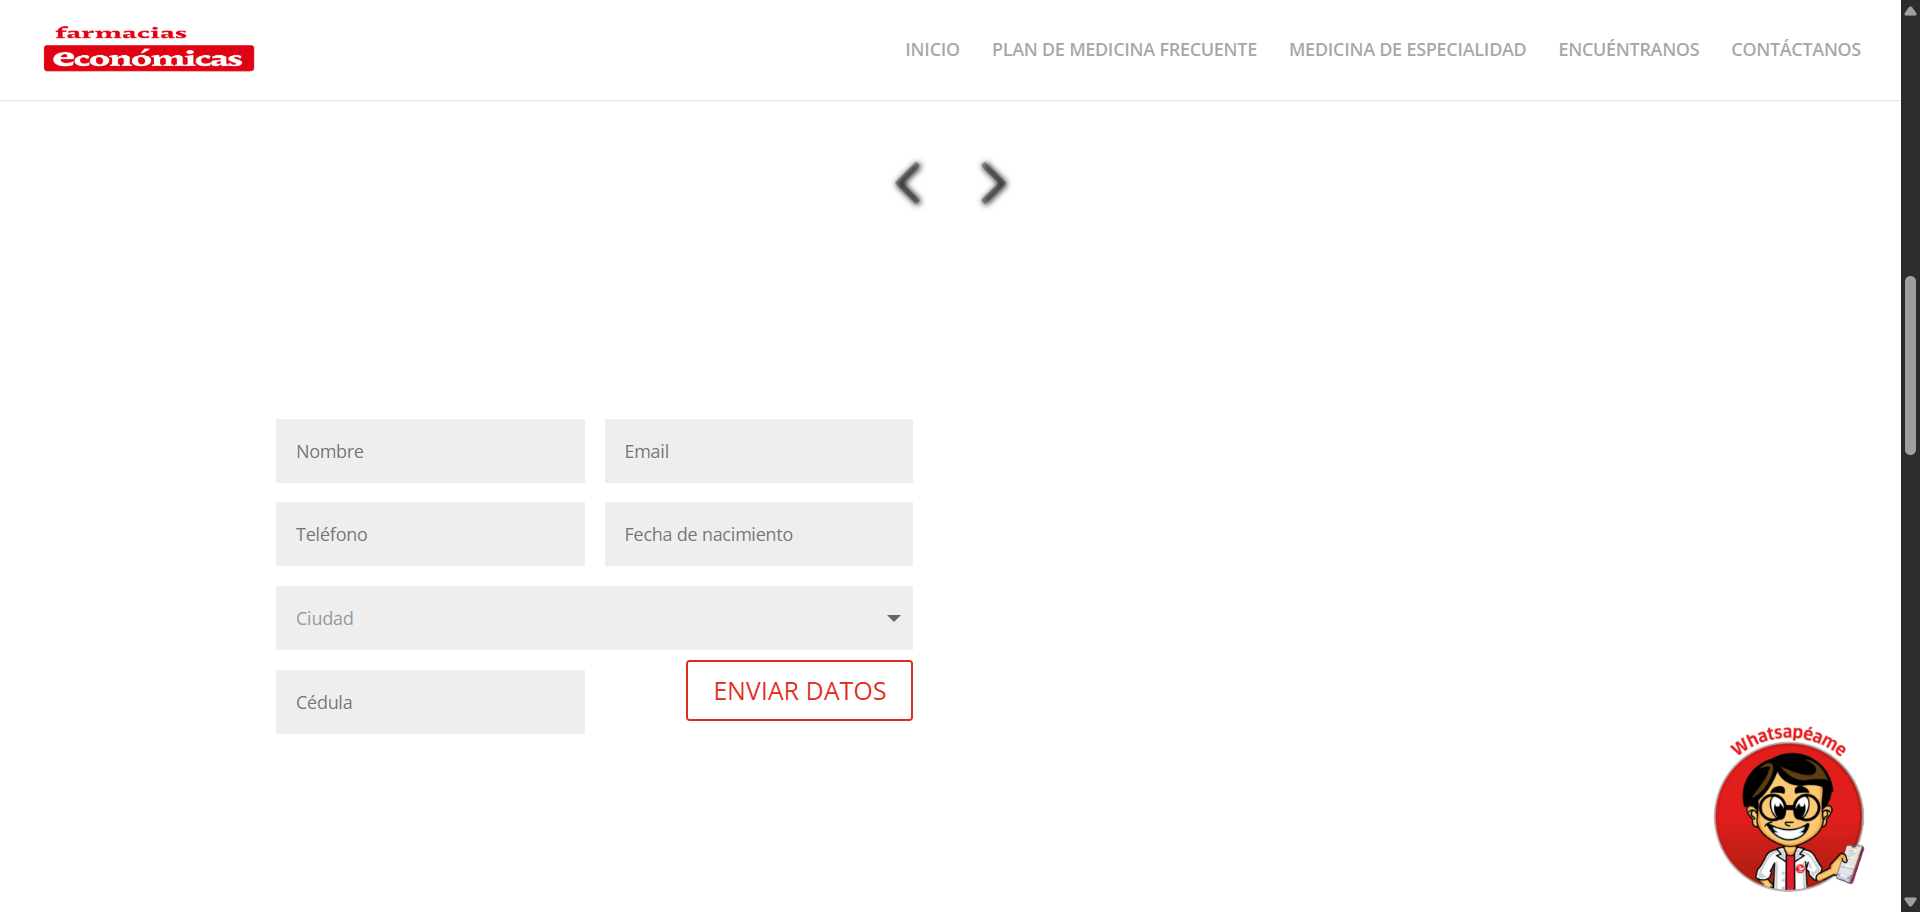 farmacias
económicas
INICIO PLAN DE MEDICINA FRECUENTE MEDICINA DE ESPECIALIDAD ENCUÉNTRANOS CONTÁCTANOS
Nombre Email
Teléfono Fecha de nacimiento
Ciudad
Cédula ENVIAR DATOS
Whatsapéame